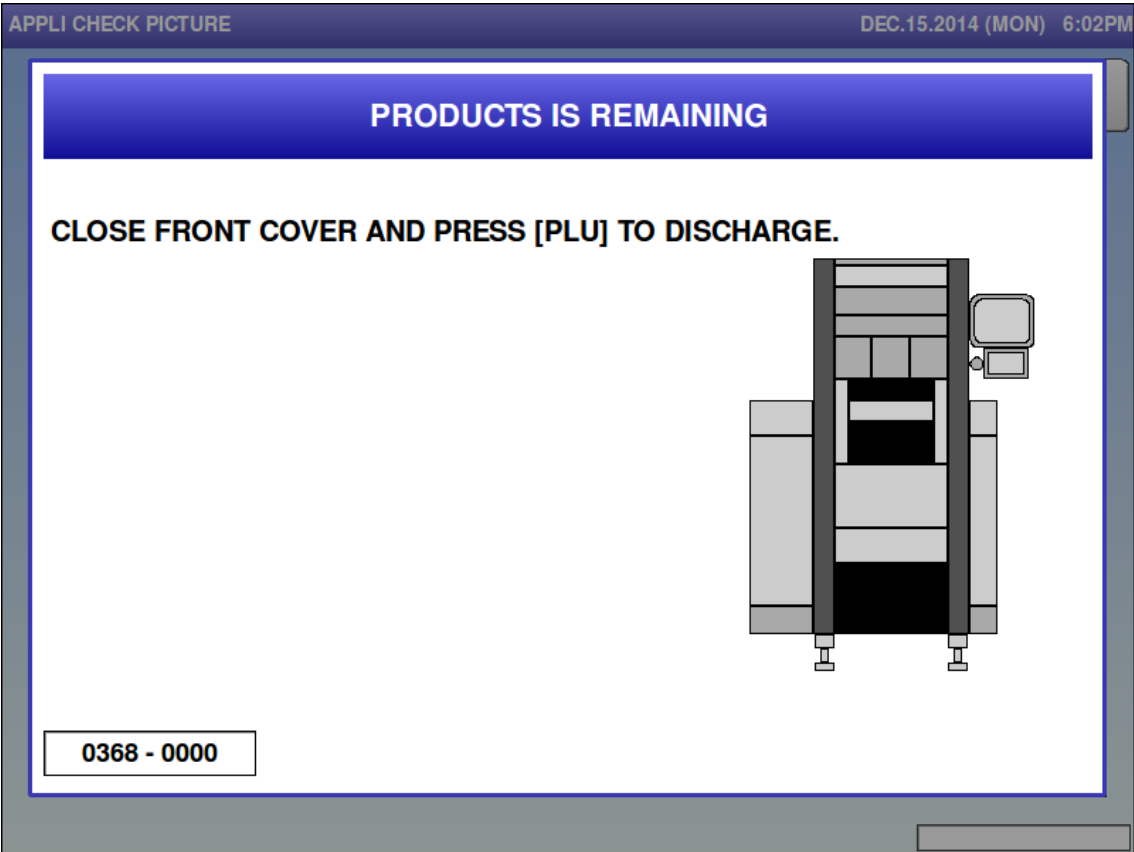 APPLI CHECK PICTURE DEC.15.2014 (MON) 6:02PM
PRODUCTS IS REMAINING
CLOSE FRONT COVER AND PRESS [PLU] TO DISCHARGE.
0368 - 0000